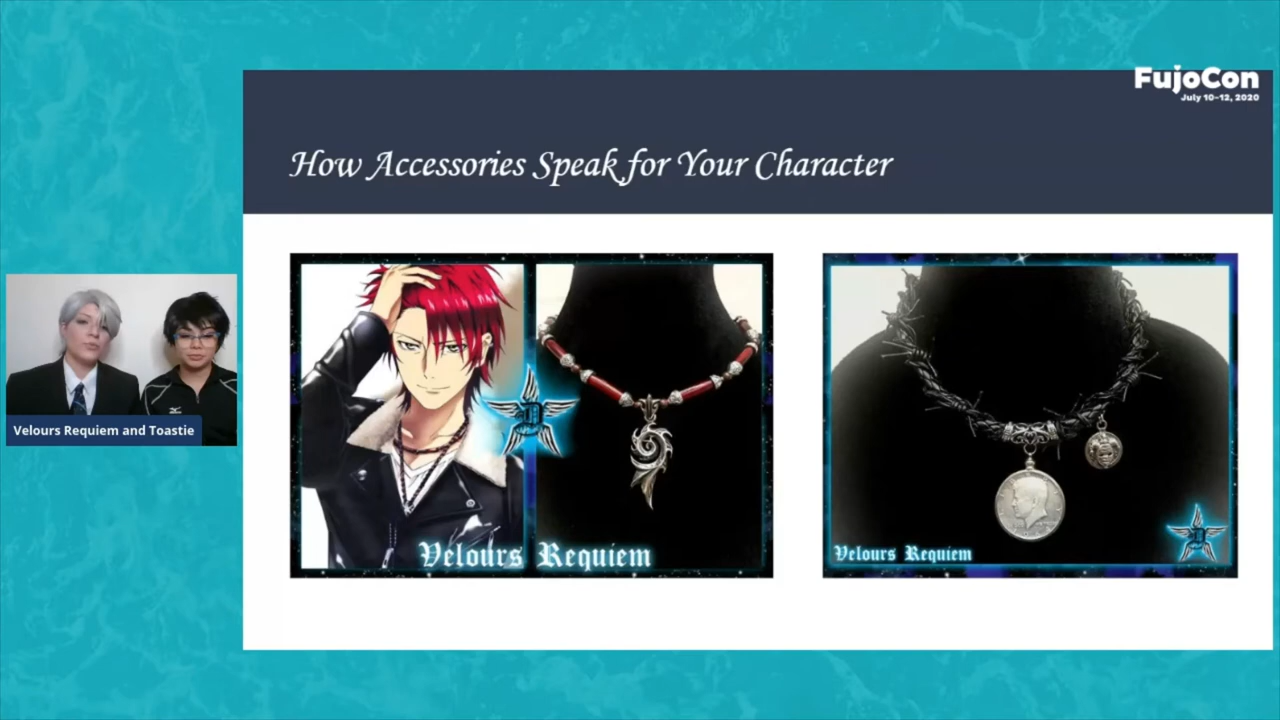 FujoCon
July 10-12, 2020
How Accessories Speak for Your Character
Velours Requiem and Toastie
D
Velours Requiem
Velours Requiem
D